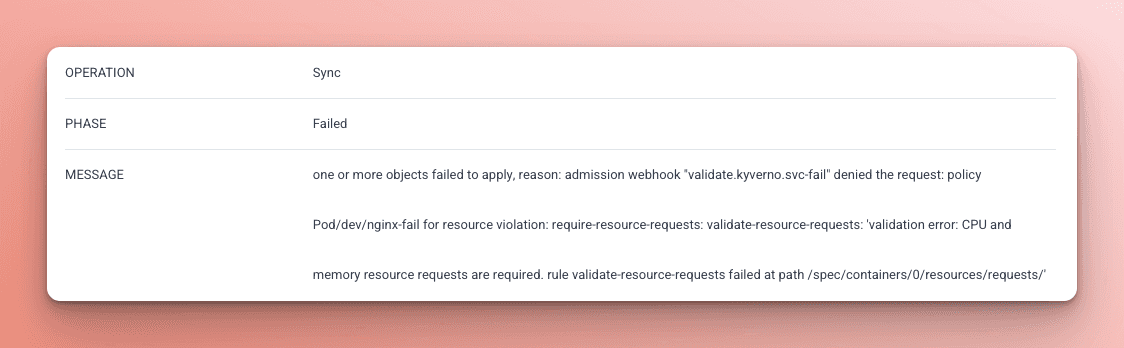 OPERATION Sync
PHASE Failed
MESSAGE one or more objects failed to apply, reason: admission webhook "validate.kyverno.svc-fail" denied the request: policy
Pod/dev/nginx-fail for resource violation: require-resource-requests: validate-resource-requests: 'validation error: CPU and
memory resource requests are required. rule validate-resource-requests failed at path /spec/containers/0/resources/requests/'